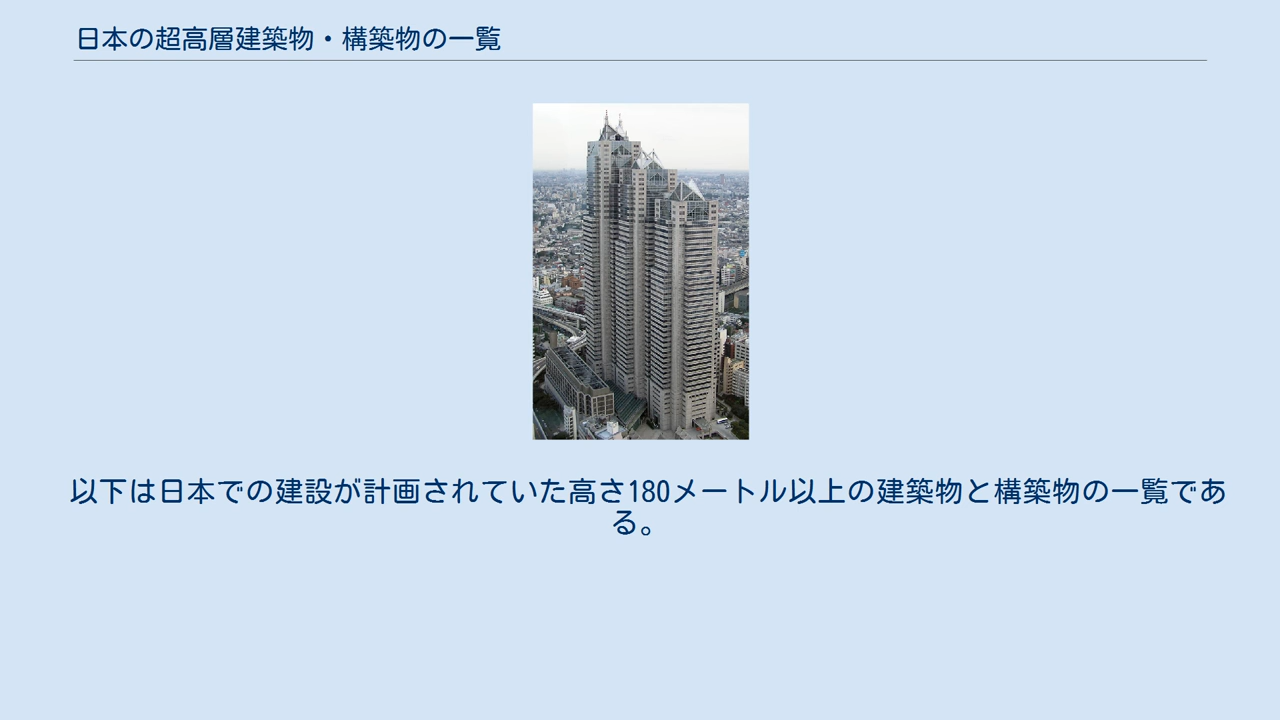 日本の超高層建築物・構築物の一覧
以下は日本での建設が計画されていた高さ180メートル以上の建築物と構築物の一覧であ
る。